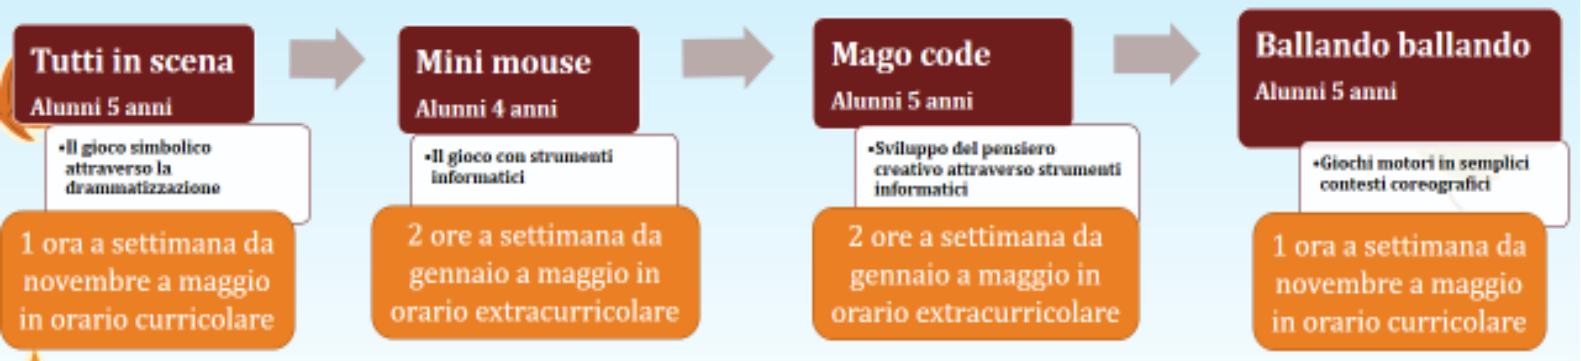 Tutti in scena
Alunni 5 anni
•Il gioco simbolico
attraverso la
drammatizzazione
1 ora a settimana da
novembre a maggio
in orario curricolare
Mini mouse
Alunni 4 anni
•Il gioco con strumenti
informatici
2 ore a settimana da
gennaio a maggio in
orario extracurricolare
Mago code
Alunni 5 anni
•Sviluppo del pensiero
creativo attraverso strumenti
informatici
2 ore a settimana da
gennaio a maggio in
orario extracurricolare
Ballando ballando
Alunni 5 anni
•Giochi motori in semplici
contesti coreografici
1 ora a settimana da
novembre a maggio
in orario curricolare